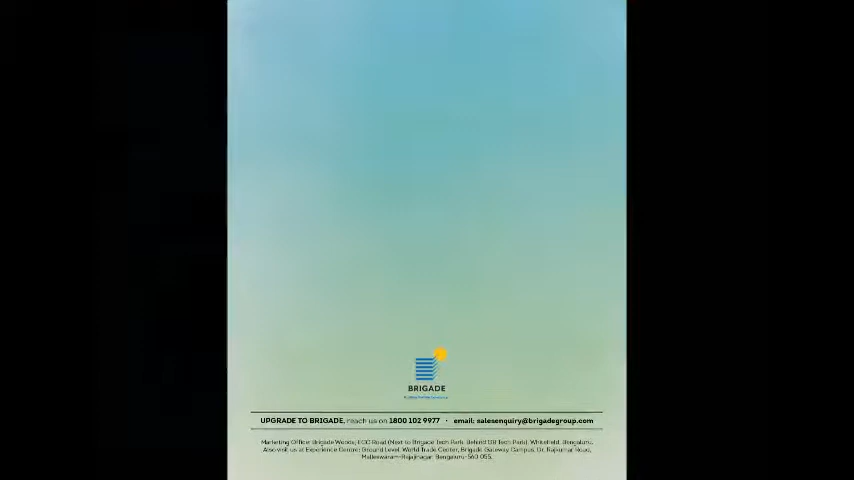 BRIGADE
UPGRADE TO BRIGADE, reach us on 1800 102 9977 • email: salesenquiry@brigadegroup.com
Marketing Office: Brigade Woods, ECC Road (Next to Brigade Tech Park, Behind GR Tech Park), Whitefield, Bengaluru.
Also visit us at Experience Centre: Ground Level, World Trade Center, Brigade Gateway Campus, Dr. Rajkumar Road,
Malleswaram-Rajajinagar, Bengaluru-560 055.